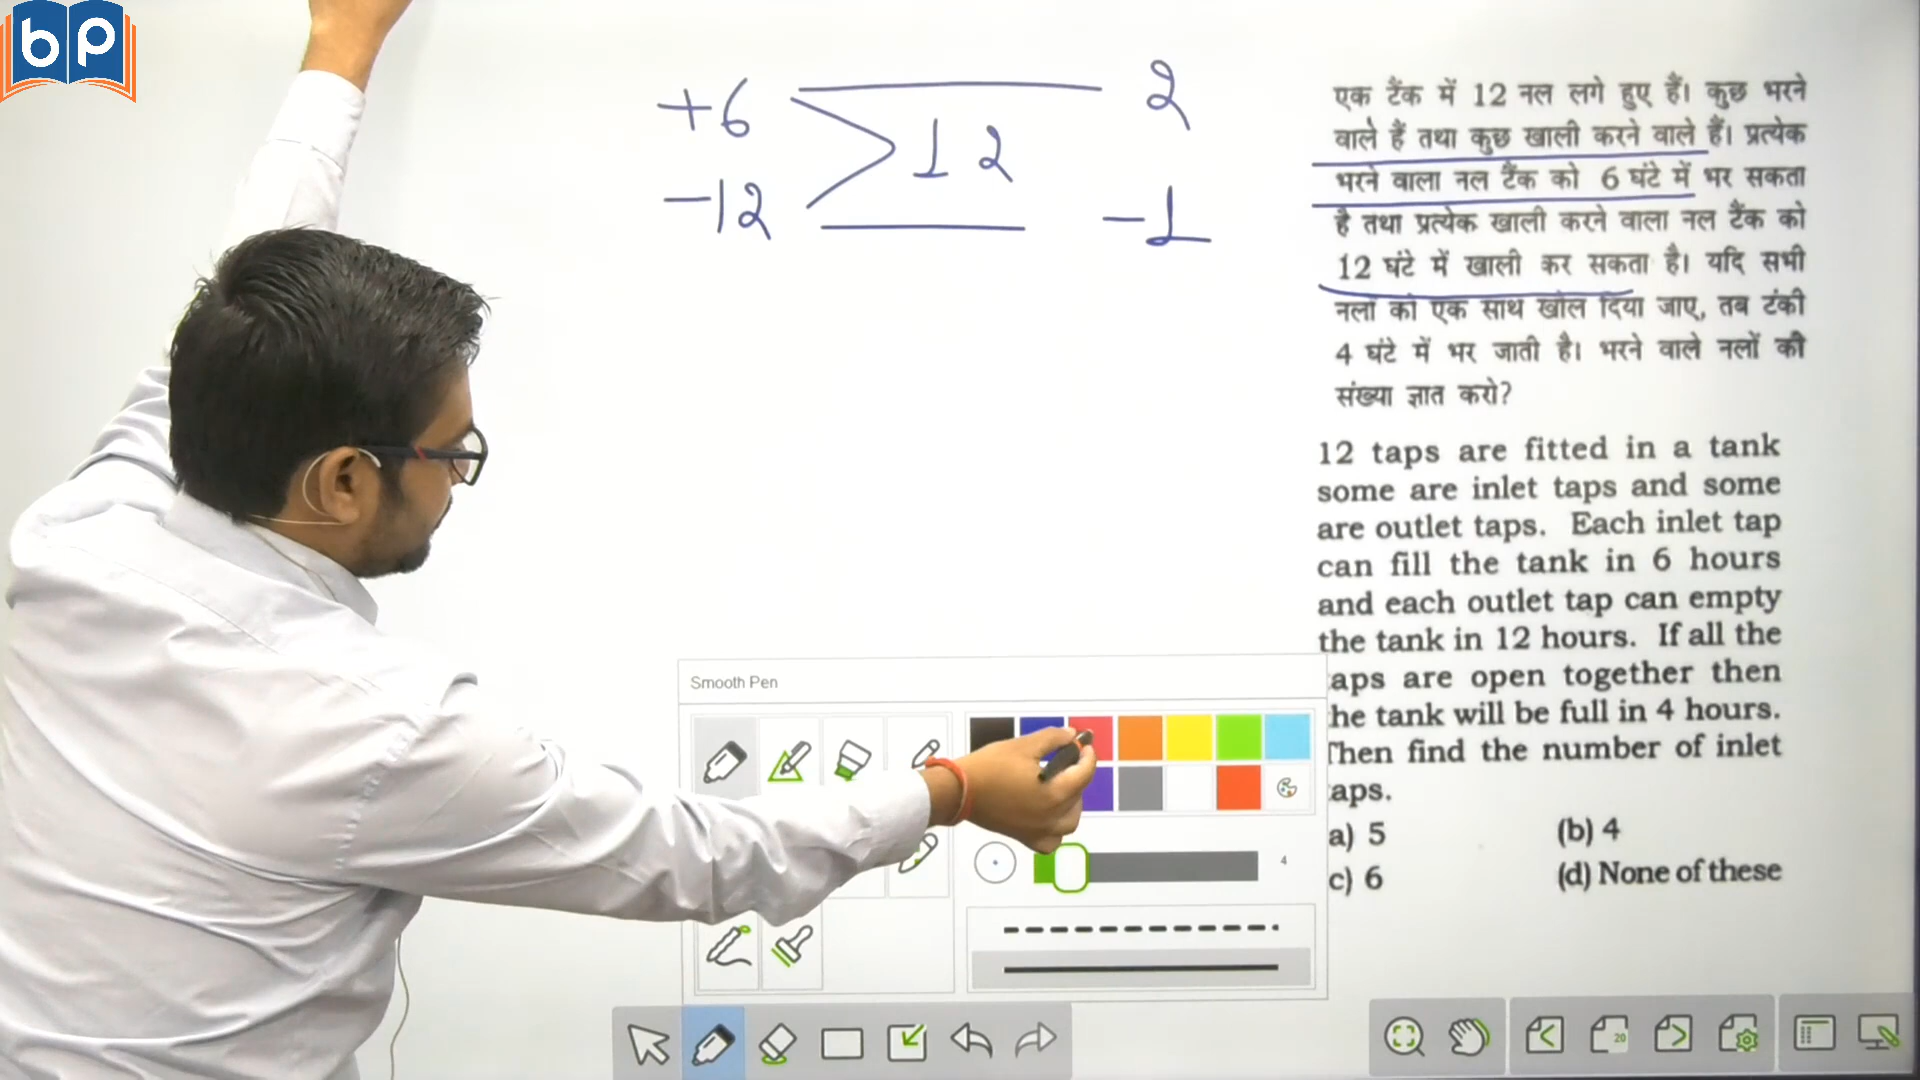 bp
+6
12
2
-12
-1
एक टैंक में 12 नल लगे हुए हैं। कुछ भरने
वाले हैं तथा कुछ खाली करने वाले हैं। प्रत्येक
भरने वाला नल टैंक को 6 घंटे में भर सकता
है तथा प्रत्येक खाली करने वाला नल टैंक को
12 घंटे में खाली कर सकता है। यदि सभी
नलों को एक साथ खोल दिया जाए, तब टंकी
4 घंटे में भर जाती है। भरने वाले नलों की
संख्या ज्ञात करो?
12 taps are fitted in a tank
some are inlet taps and some
are outlet taps. Each inlet tap
can fill the tank in 6 hours
and each outlet tap can empty
the tank in 12 hours. If all the
aps are open together then
he tank will be full in 4 hours.
Then find the number of inlet
aps.
a) 5 (b) 4
c) 6 (d) None of these
Smooth Pen
4
20